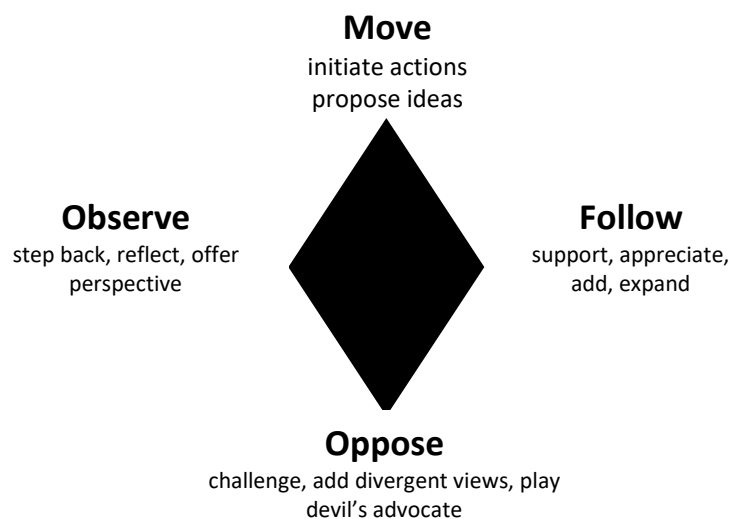 Move
initiate actions
propose ideas
Observe
step back, reflect, offer
perspective
Follow
support, appreciate,
add, expand
Oppose
challenge, add divergent views, play
devil’s advocate